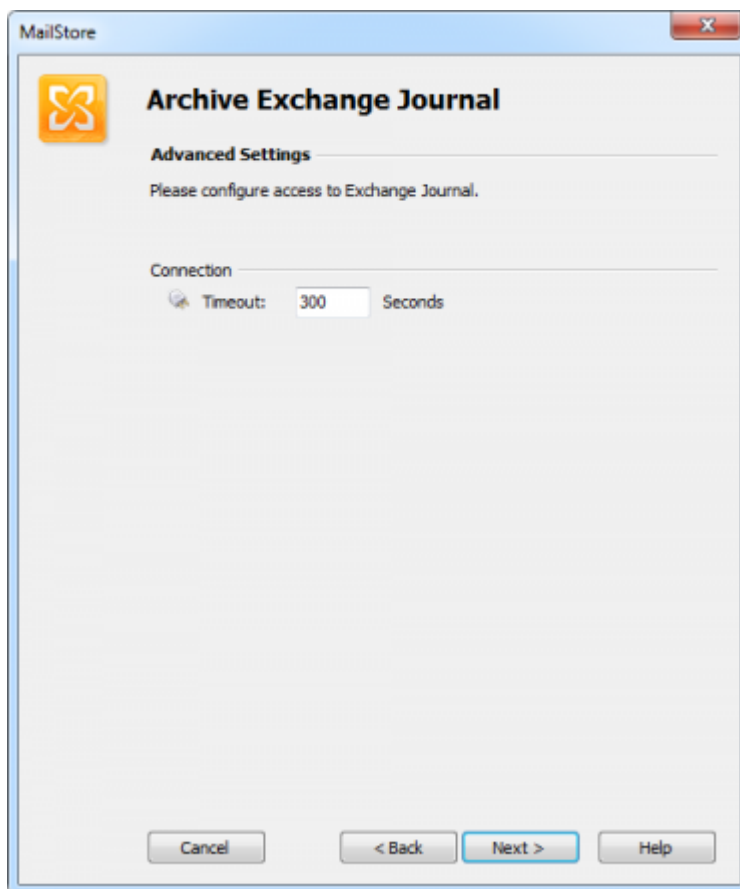 MailStore
Archive Exchange Journal
Advanced Settings
Please configure access to Exchange Journal.
Connection
Timeout: 300 Seconds
Cancel < Back Next > Help